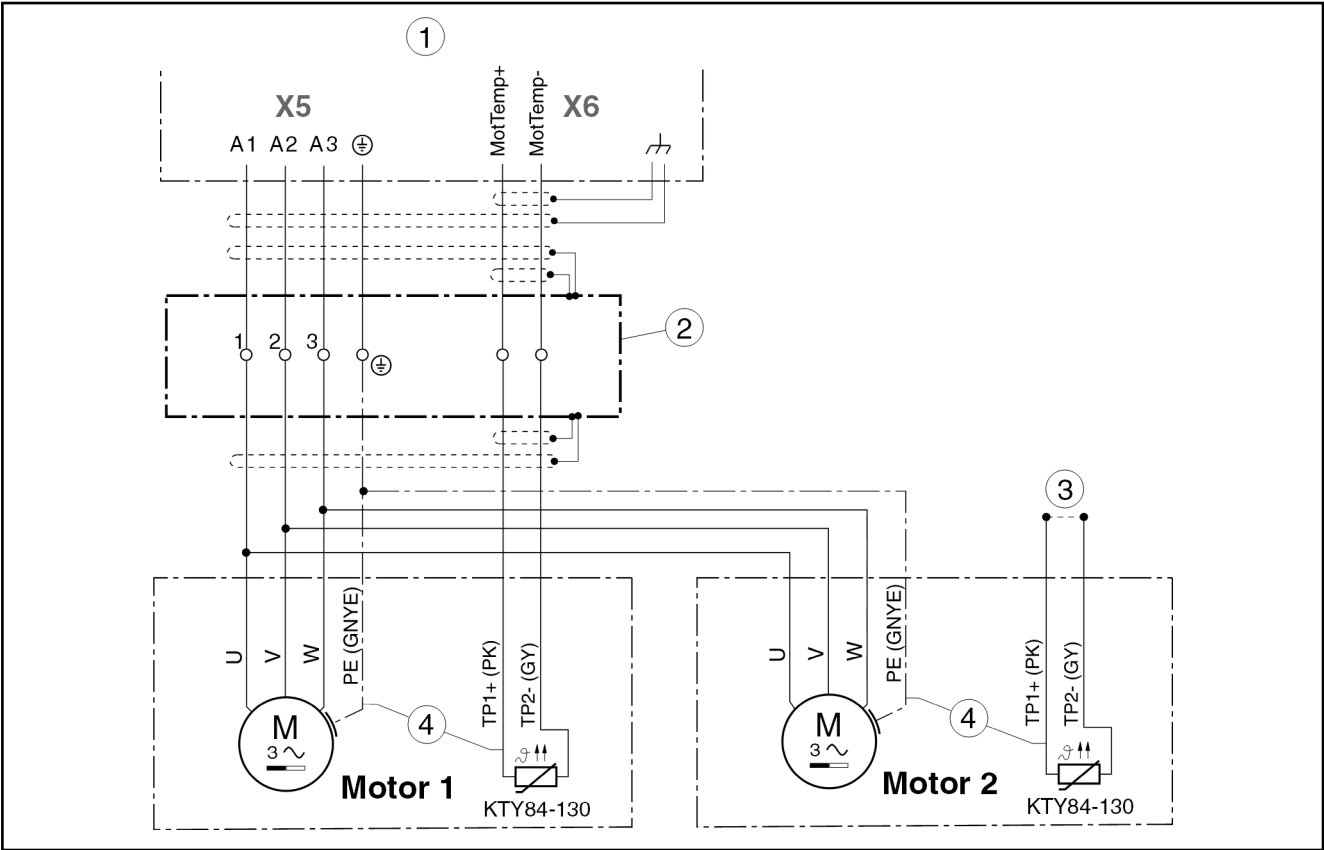 1
X5
MotTemp+
MotTemp-
X6
A1 A2 A3
2
1 2 3
3
U
V
W
PE (GNYE)
TP1+ (PK)
TP2- (GY)
U
V
W
PE (GNYE)
TP1+ (PK)
TP2- (GY)
4
4
M
3
ϑ
M
3
ϑ
Motor 1
Motor 2
KTY84-130
KTY84-130